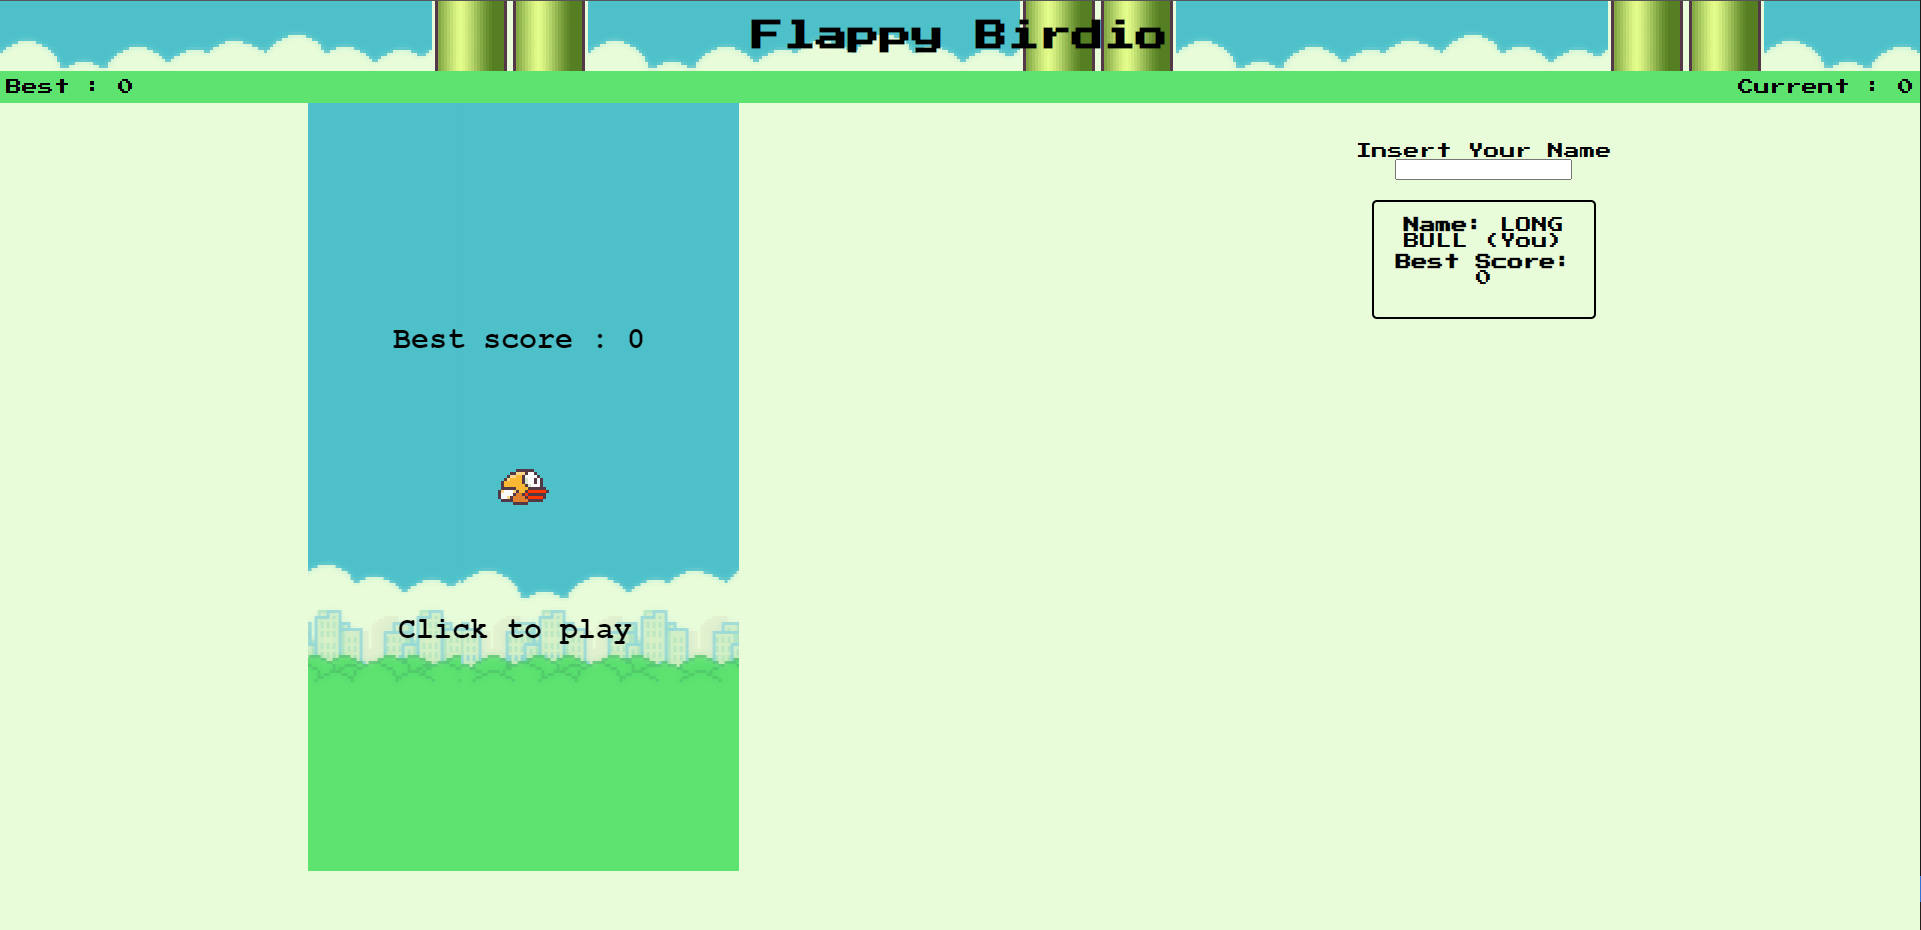 Flappy Birdio
Best : 0
Current : 0
Insert Your Name
Name: LONG
BULL (You)
Best Score:
0
Best score : 0
Click to play